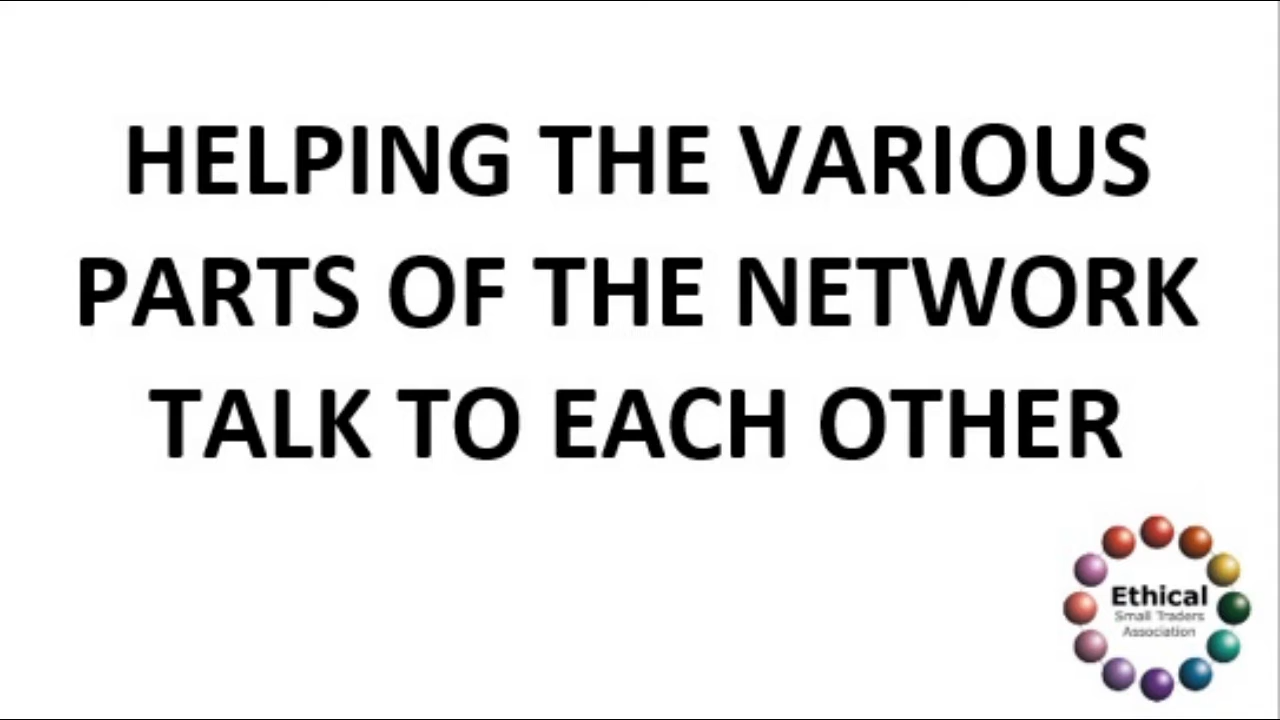 HELPING THE VARIOUS
PARTS OF THE NETWORK
TALK TO EACH OTHER
Ethical
Small Traders
Association